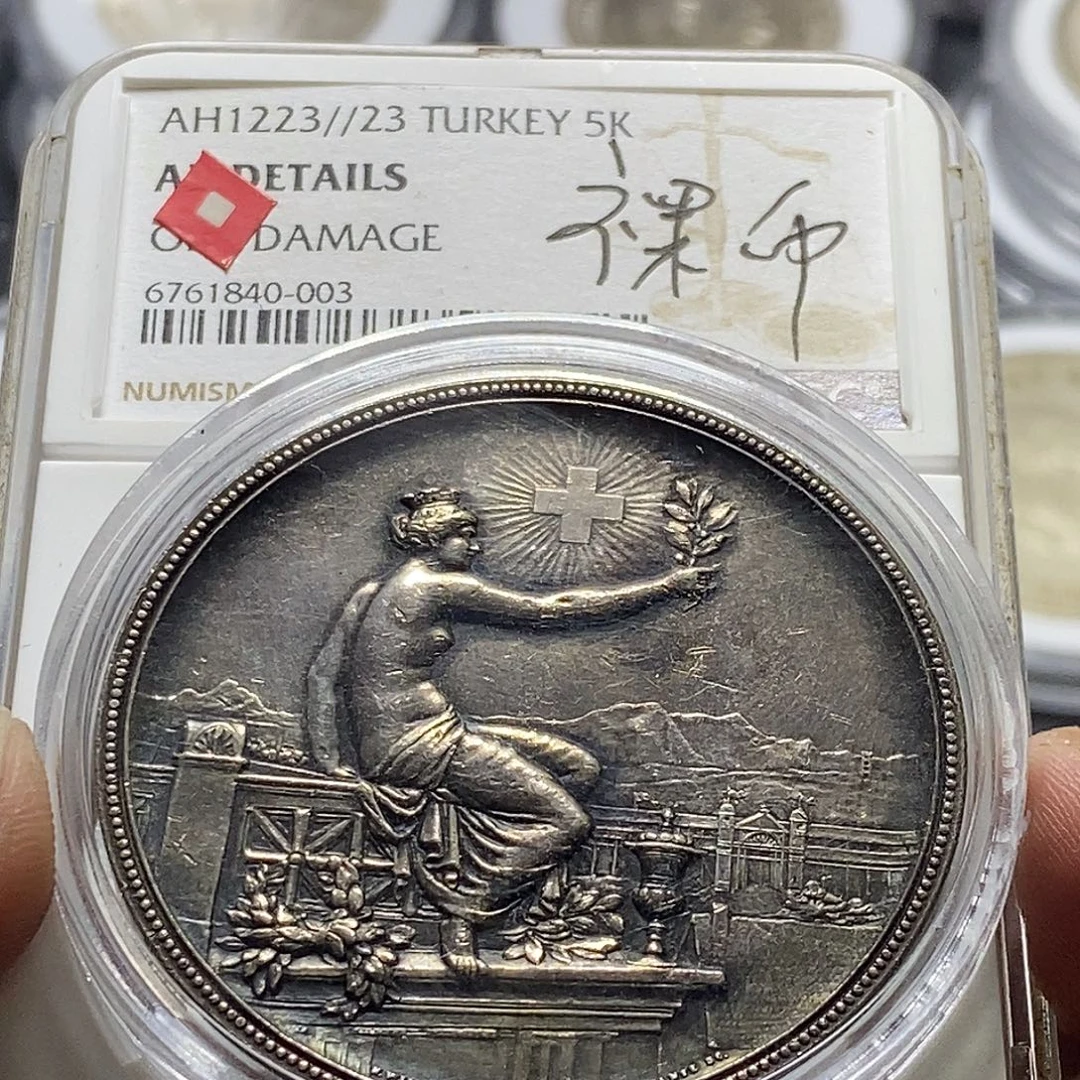 AH1223//23 TURKEY 5K
DETAILS
DAMAGE
裸币
6761840-003
NUMISM